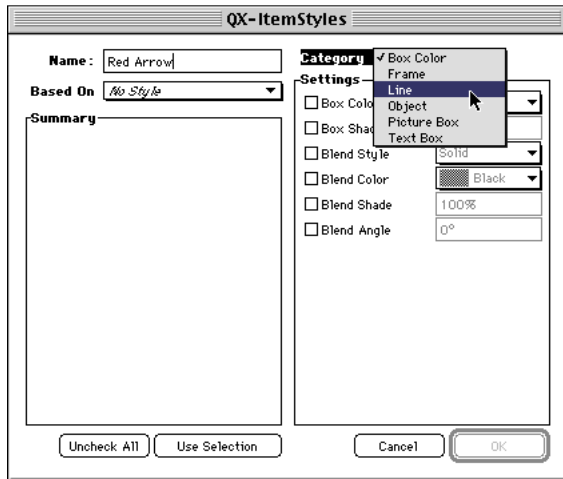 QX-ItemStyles
Name: Red Arrow
Based On No Style
Summary
Category
✓ Box Color
Frame
Line
Object
Picture Box
Text Box
Settings
Box Colo
Box Shad
Blend Style Solid
Blend Color Black
Blend Shade 100%
Blend Angle 0°
Uncheck All
Use Selection
Cancel
OK